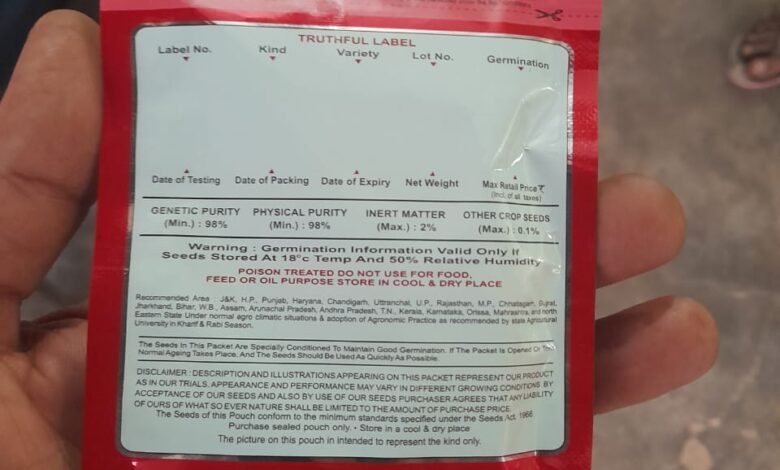 TRUTHFUL LABEL
Label No. Kind Variety Lot No. Germination
Date of Testing Date of Packing Date of Expiry Net Weight Max Retail Price ₹
(Incl. of all taxes)
GENETIC PURITY PHYSICAL PURITY INERT MATTER OTHER CROP SEEDS
(Min.) : 98% (Min.) : 98% (Max.) : 2% (Max.) : 0.1%
Warning : Germination Information Valid Only If
Seeds Stored At 18°c Temp And 50% Relative Humidity
POISON TREATED DO NOT USE FOR FOOD,
FEED OR OIL PURPOSE STORE IN COOL & DRY PLACE
Recommended Area : J&K, H.P., Punjab, Haryana, Chandigarh, Uttranchal, U.P., Rajasthan, M.P., Chhatisgarh, Gujrat,
Jharkhand, Bihar, W.B., Assam, Arunachal Pradesh, Andhra Pradesh, T.N., Kerala, Karnataka, Orissa, Mahrashtra, and north
Eastern State Under normal egro climatic situations & adoption of Agronomic Practice as recommended by state Agricultural
University in Khariff & Rabi Season.
The Seeds In This Packet Are Specially Conditioned To Maintain Good Germination. If The Packet Is Opened Or
Normal Ageing Takes Place. And The Seeds Should Be Used As Quickly As Possible.
DISCLAIMER : DESCRIPTION AND ILLUSTRATIONS APPEARING ON THIS PACKET REPRESENT OUR PRODUCT
AS IN OUR TRIALS. APPEARANCE AND PERFORMANCE MAY VARY IN DIFFERENT GROWING CONDITIONS. BY
ACCEPTANCE OF OUR SEEDS AND ALSO BY USE OF OUR SEEDS PURCHASER AGREES THAT ANY LIABILITY
OF OURS OF WHAT SO EVER NATURE SHALL BE LIMITED TO THE AMOUNT OF PURCHASE PRICE.
The Seeds of this Pouch conform to the minimum standards specified under the Seeds Act. 1966
Purchase sealed pouch only. • Store in a cool & dry place
The picture on this pouch in intended to represent the kind only.